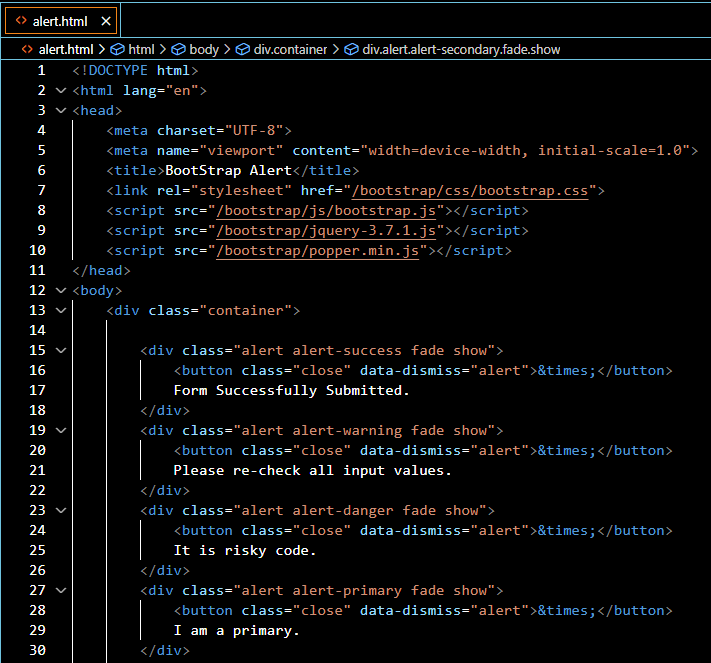 alert.html ×
alert.html > html > body > div.container > div.alert.alert-secondary.fade.show
1 <!DOCTYPE html>
2 <html lang="en">
3 <head>
4 <meta charset="UTF-8">
5 <meta name="viewport" content="width=device-width, initial-scale=1.0">
6 <title>BootStrap Alert</title>
7 <link rel="stylesheet" href="/bootstrap/css/bootstrap.css">
8 <script src="/bootstrap/js/bootstrap.js"></script>
9 <script src="/bootstrap/jquery-3.7.1.js"></script>
10 <script src="/bootstrap/popper.min.js"></script>
11 </head>
12 <body>
13 <div class="container">
14
15 <div class="alert alert-success fade show">
16 <button class="close" data-dismiss="alert">&times;</button>
17 Form Successfully Submitted.
18 </div>
19 <div class="alert alert-warning fade show">
20 <button class="close" data-dismiss="alert">&times;</button>
21 Please re-check all input values.
22 </div>
23 <div class="alert alert-danger fade show">
24 <button class="close" data-dismiss="alert">&times;</button>
25 It is risky code.
26 </div>
27 <div class="alert alert-primary fade show">
28 <button class="close" data-dismiss="alert">&times;</button>
29 I am a primary.
30 </div>